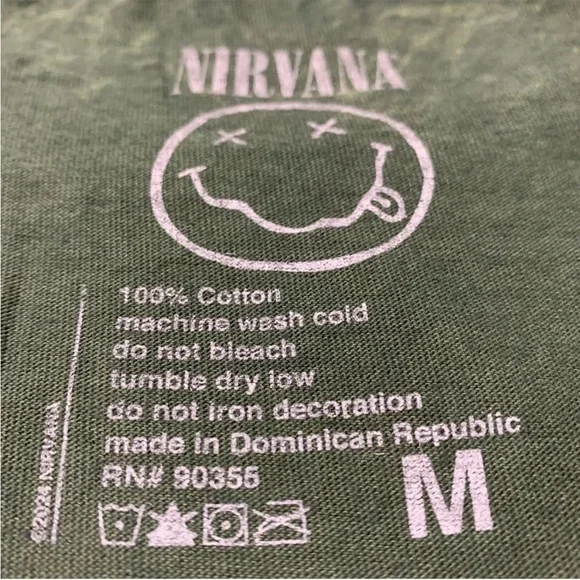 NIRVANA
100% Cotton
machine wash cold
do not bleach
tumble dry low
do not iron decoration
made in Dominican Republic
RN# 90355
M
©2024 NIRVANA